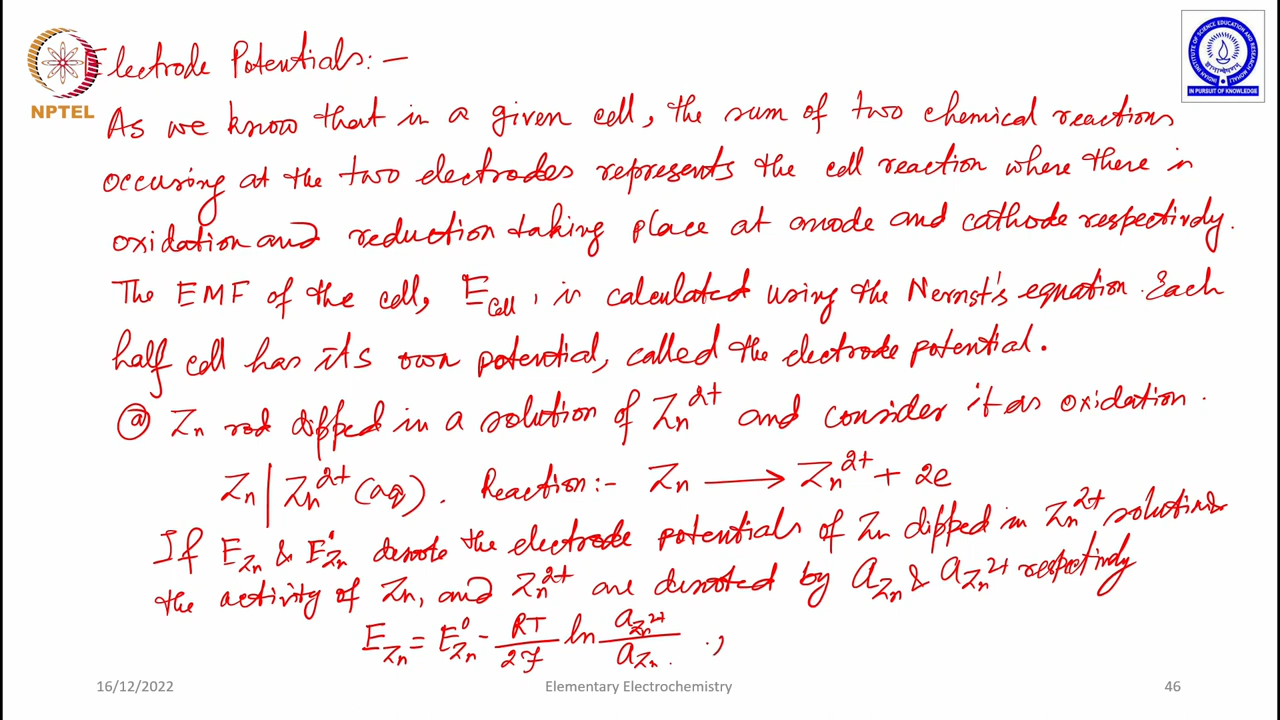 Electrode Potentials:-
NPTEL
IN PURSUIT OF KNOWLEDGE
As we know that in a given cell, the sum of two chemical reactions
occuring at the two electrodes represents the cell reaction where there is
oxidation and reduction taking place at anode and cathode respectively.
The EMF of the cell, E_cell, is calculated using the Nernst's equation. Each
half cell has its own potential, called the electrode potential.
ⓐ Zn rod dipped in a solution of Zn²⁺ and consider it as oxidation.
Zn | Zn²⁺ (aq). Reaction:- Zn ⟶ Zn²⁺ + 2e
If E_Zn & E°_Zn denote the electrode potentials of Zn dipped in Zn²⁺ solution &
the activity of Zn, and Zn²⁺ are denoted by a_Zn & a_Zn²⁺ respectively
E_Zn = E⁰_Zn - RT/2F ln a_Zn²⁺/a_Zn . ,
16/12/2022 Elementary Electrochemistry 46